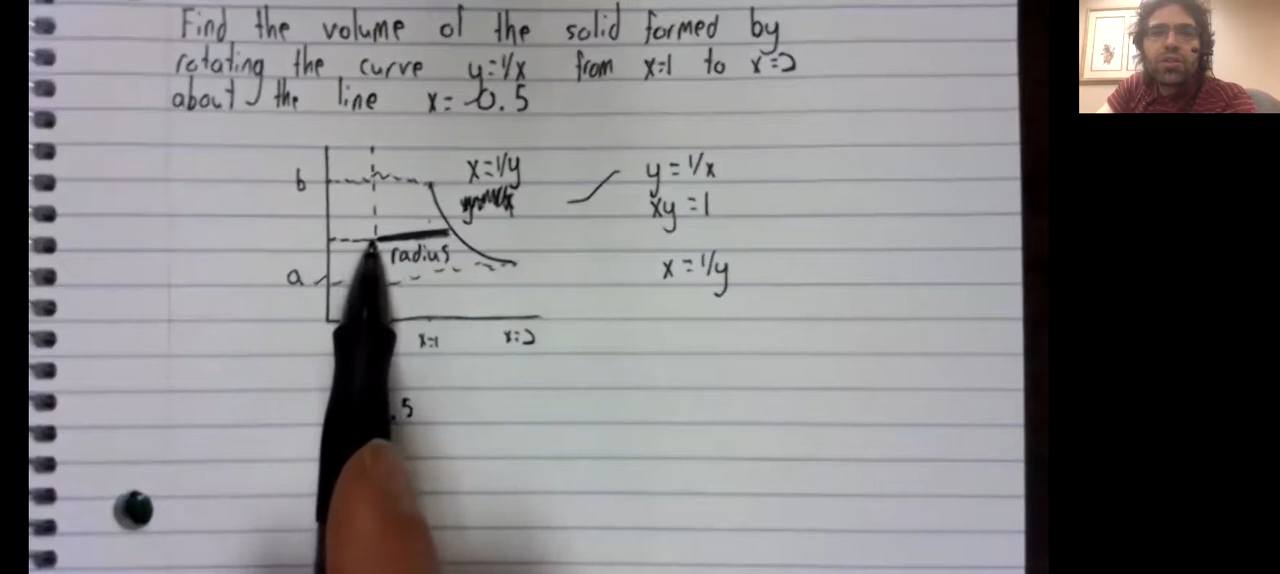 Find the volume of the solid formed by
rotating the curve y=1/x from x=1 to x=2
about the line x=0.5
b
x=1/y
y=1/x
xy=1
radius
a
x=1/y
x=1
x=2
.5